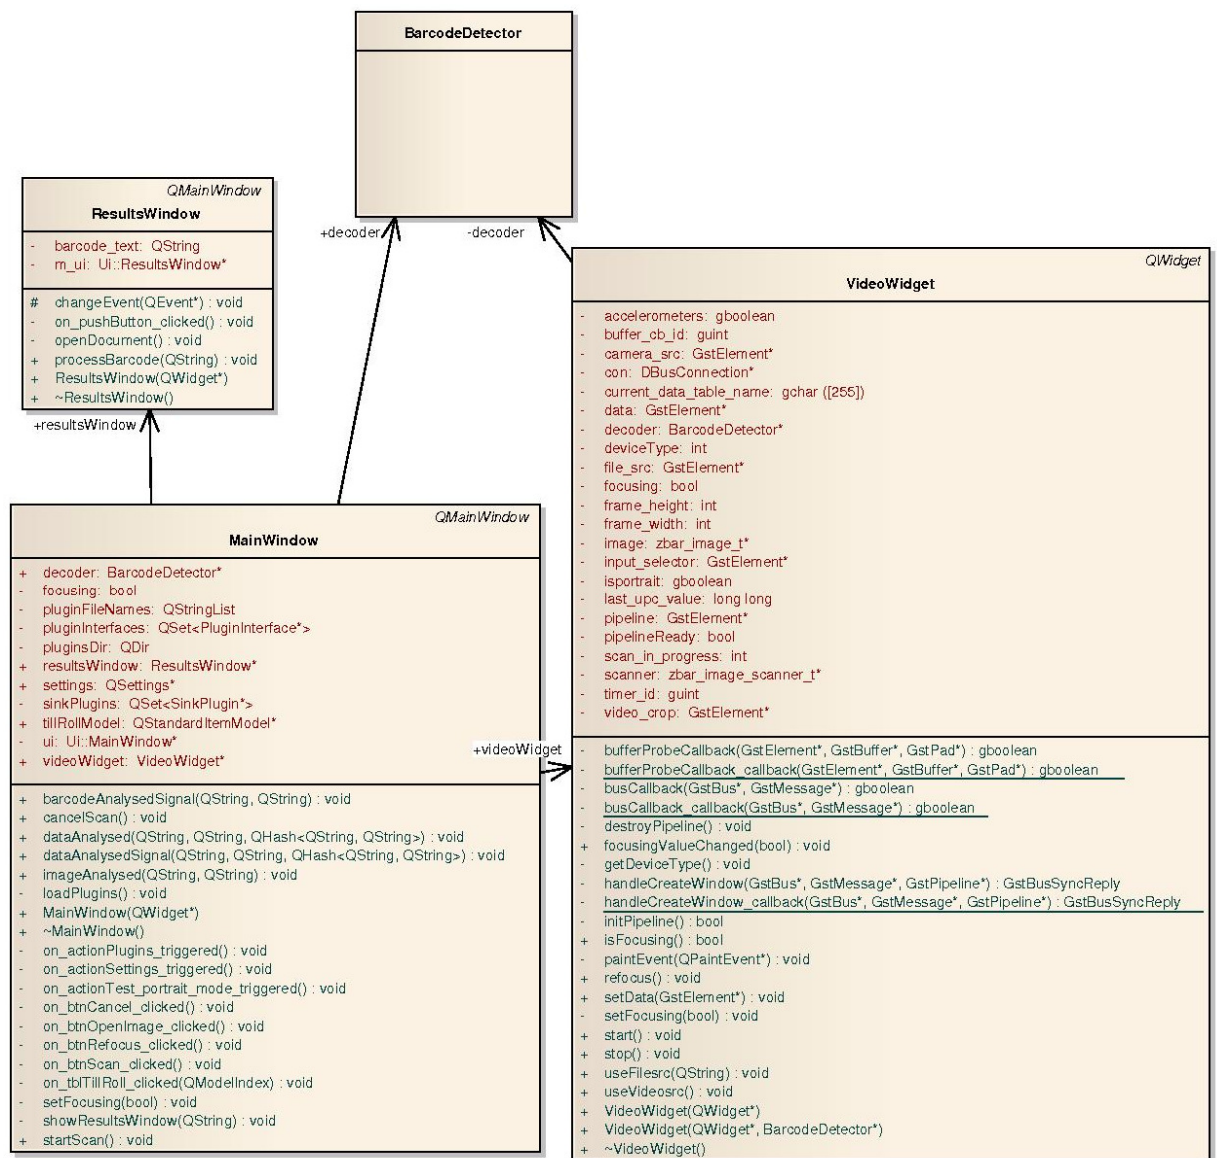 BarcodeDetector
QMainWindow
ResultsWindow
- barcode_text: QString
- m_ui: Ui::ResultsWindow*
# changeEvent(QEvent*) : void
- on_pushButton_clicked() : void
- openDocument() : void
+ processBarcode(QString) : void
+ ResultsWindow(QWidget*)
+ ~ResultsWindow()
+decoder
-decoder
+resultsWindow
QMainWindow
MainWindow
+ decoder: BarcodeDetector*
- focusing: bool
- pluginFileNames: QStringList
- pluginInterfaces: QSet<PluginInterface*>
- pluginsDir: QDir
+ resultsWindow: ResultsWindow*
+ settings: QSettings*
- sinkPlugins: QSet<SinkPlugin*>
+ tillRollModel: QStandardItemModel*
- ui: Ui::MainWindow*
+ videoWidget: VideoWidget*
+ barcodeAnalysedSignal(QString, QString) : void
+ cancelScan() : void
+ dataAnalysed(QString, QString, QHash<QString, QString>) : void
+ dataAnalysedSignal(QString, QString, QHash<QString, QString>) : void
+ imageAnalysed(QString, QString) : void
- loadPlugins() : void
+ MainWindow(QWidget*)
+ ~MainWindow()
- on_actionPlugins_triggered() : void
- on_actionSettings_triggered() : void
- on_actionTest_portrait_mode_triggered() : void
- on_btnCancel_clicked() : void
- on_btnOpenImage_clicked() : void
- on_btnRefocus_clicked() : void
- on_btnScan_clicked() : void
- on_tblTillRoll_clicked(QModelIndex) : void
- setFocusing(bool) : void
- showResultsWindow(QString) : void
+ startScan() : void
+videoWidget
QWidget
VideoWidget
- accelerometers: gboolean
- buffer_cb_id: guint
- camera_src: GstElement*
- con: DBusConnection*
- current_data_table_name: gchar ([255])
- data: GstElement*
- decoder: BarcodeDetector*
- deviceType: int
- file_src: GstElement*
- focusing: bool
- frame_height: int
- frame_width: int
- image: zbar_image_t*
- input_selector: GstElement*
- isportrait: gboolean
- last_upc_value: long long
- pipeline: GstElement*
- pipelineReady: bool
- scan_in_progress: int
- scanner: zbar_image_scanner_t*
- timer_id: guint
- video_crop: GstElement*
- bufferProbeCallback(GstElement*, GstBuffer*, GstPad*) : gboolean
- bufferProbeCallback_callback(GstElement*, GstBuffer*, GstPad*) : gboolean
- busCallback(GstBus*, GstMessage*) : gboolean
- busCallback_callback(GstBus*, GstMessage*) : gboolean
- destroyPipeline() : void
+ focusingValueChanged(bool) : void
- getDeviceType() : void
- handleCreateWindow(GstBus*, GstMessage*, GstPipeline*) : GstBusSyncReply
- handleCreateWindow_callback(GstBus*, GstMessage*, GstPipeline*) : GstBusSyncReply
- initPipeline() : bool
+ isFocusing() : bool
- paintEvent(QPaintEvent*) : void
+ refocus() : void
+ setData(GstElement*) : void
- setFocusing(bool) : void
+ start() : void
+ stop() : void
+ useFilesrc(QString) : void
+ useVideosrc() : void
+ VideoWidget(QWidget*)
+ VideoWidget(QWidget*, BarcodeDetector*)
+ ~VideoWidget()